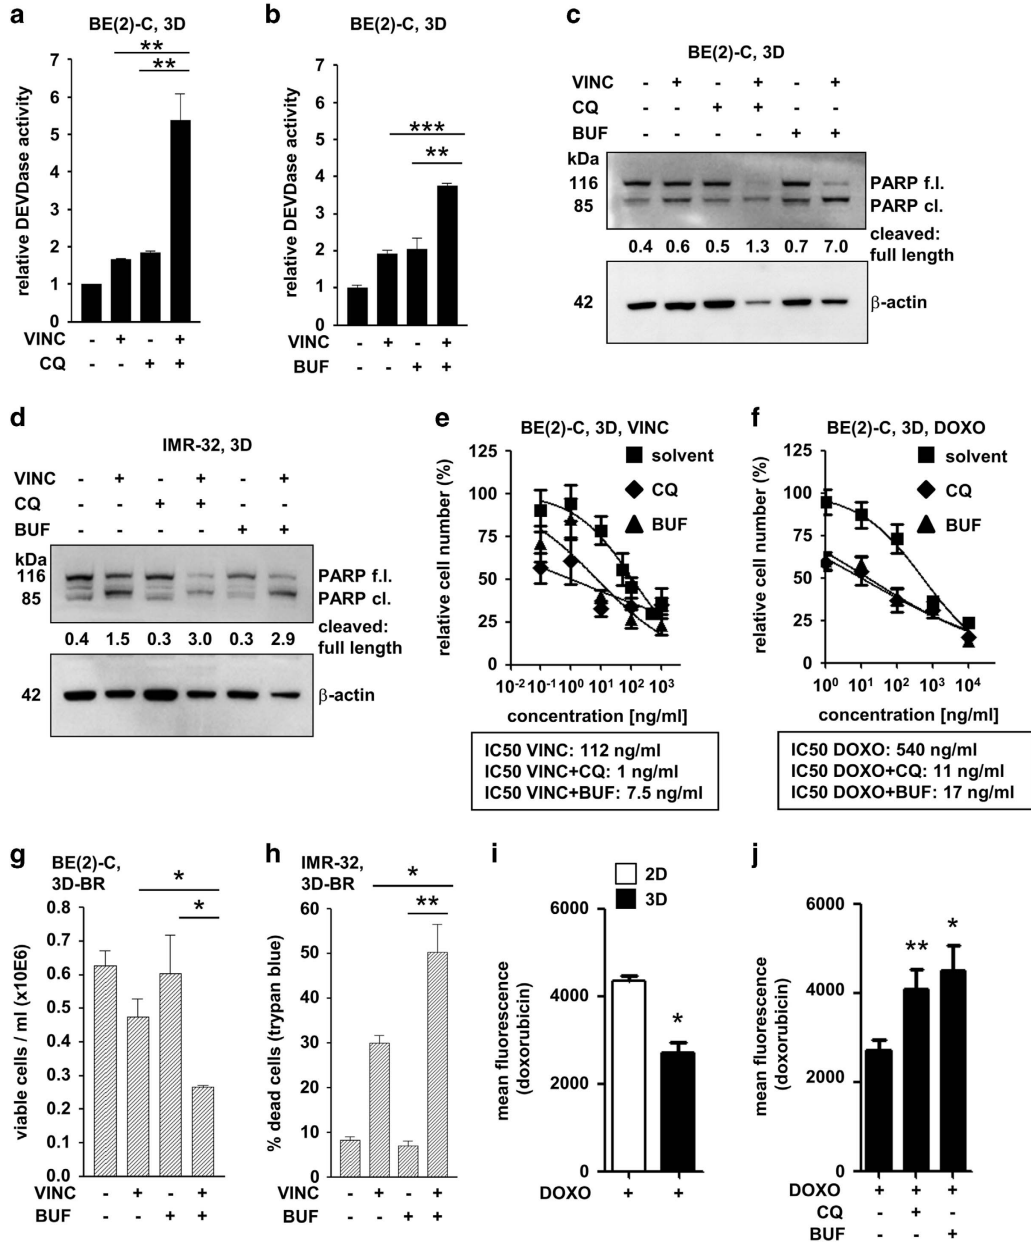 a
BE(2)-C, 3D
**
**
relative DEVDase activity
7
6
5
4
3
2
1
0
VINC - + - +
CQ - - + +
b
BE(2)-C, 3D
***
**
relative DEVDase activity
7
6
5
4
3
2
1
0
VINC - + - +
BUF - - + +
c
BE(2)-C, 3D
VINC - + - + - +
CQ - - + + - -
BUF - - - - + +
kDa
116 PARP f.l.
85 PARP cl.
0.4 0.6 0.5 1.3 0.7 7.0 cleaved:
full length
42 β-actin
d
IMR-32, 3D
VINC - + - + - +
CQ - - + + - -
BUF - - - - + +
kDa
116 PARP f.l.
85 PARP cl.
cleaved:
0.4 1.5 0.3 3.0 0.3 2.9 full length
42 β-actin
e
BE(2)-C, 3D, VINC
solvent
CQ
BUF
relative cell number (%)
125
100
75
50
25
0
10-2 10-1 100 101 102 103
concentration [ng/ml]
IC50 VINC: 112 ng/ml
IC50 VINC+CQ: 1 ng/ml
IC50 VINC+BUF: 7.5 ng/ml
f
BE(2)-C, 3D, DOXO
solvent
CQ
BUF
relative cell number (%)
125
100
75
50
25
0
100 101 102 103 104
concentration [ng/ml]
IC50 DOXO: 540 ng/ml
IC50 DOXO+CQ: 11 ng/ml
IC50 DOXO+BUF: 17 ng/ml
g
BE(2)-C,
3D-BR
*
*
viable cells / ml (x10E6)
0.8
0.7
0.6
0.5
0.4
0.3
0.2
0.1
0.0
VINC - + - +
BUF - - + +
h
IMR-32,
3D-BR
*
**
% dead cells (trypan blue)
60
50
40
30
20
10
0
VINC - + - +
BUF - - + +
i
2D
3D
mean fluorescence
(doxorubicin)
6000
4000
2000
0
*
DOXO + +
j
mean fluorescence
(doxorubicin)
6000
4000
2000
0
**
*
DOXO + + +
CQ - + -
BUF - - +